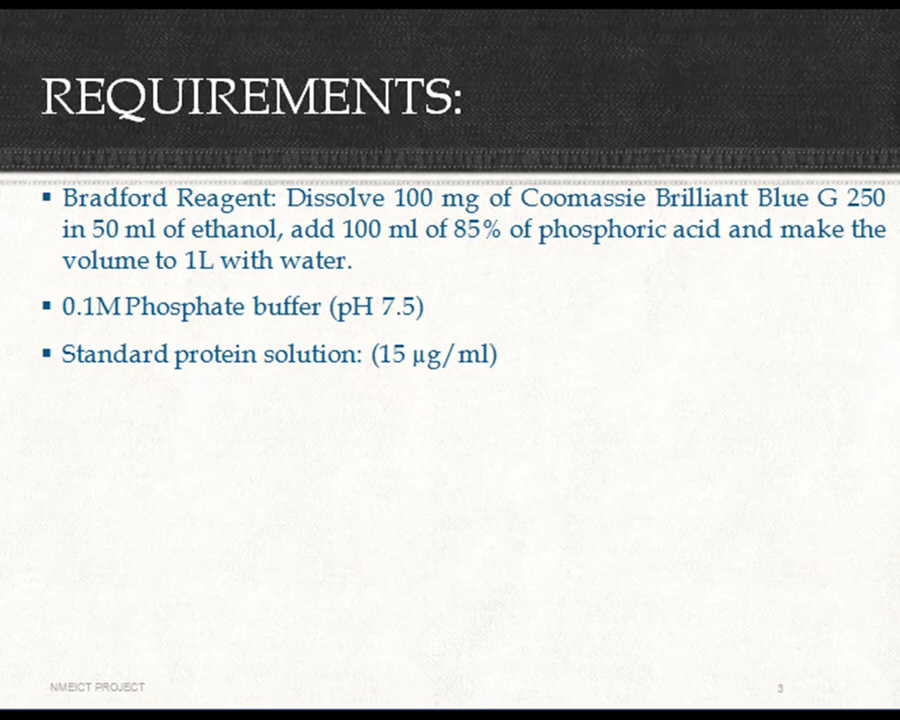 REQUIREMENTS:
▪ Bradford Reagent: Dissolve 100 mg of Coomassie Brilliant Blue G 250
in 50 ml of ethanol, add 100 ml of 85% of phosphoric acid and make the
volume to 1L with water.
▪ 0.1M Phosphate buffer (pH 7.5)
▪ Standard protein solution: (15 µg/ml)
NMEICT PROJECT
3